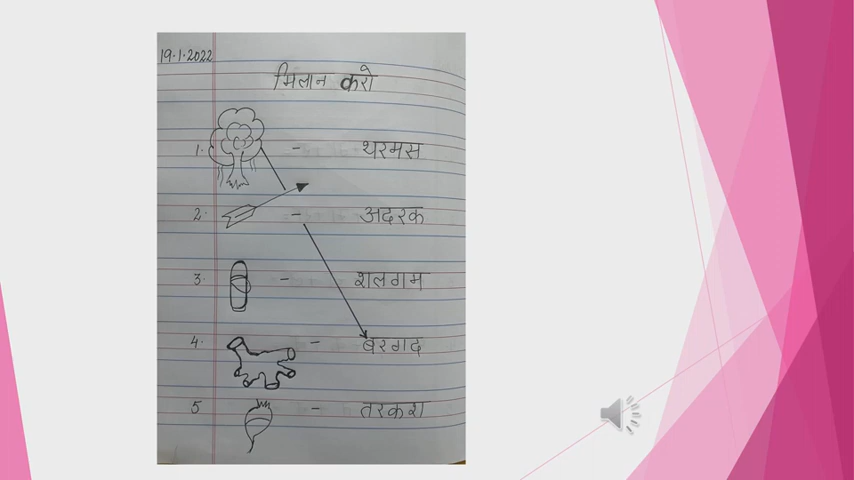 19.1.2022
मिलान करो
1. - थरमस
2. - अदरक
3. - शलगम
4. - बरगद
5 - तरकश